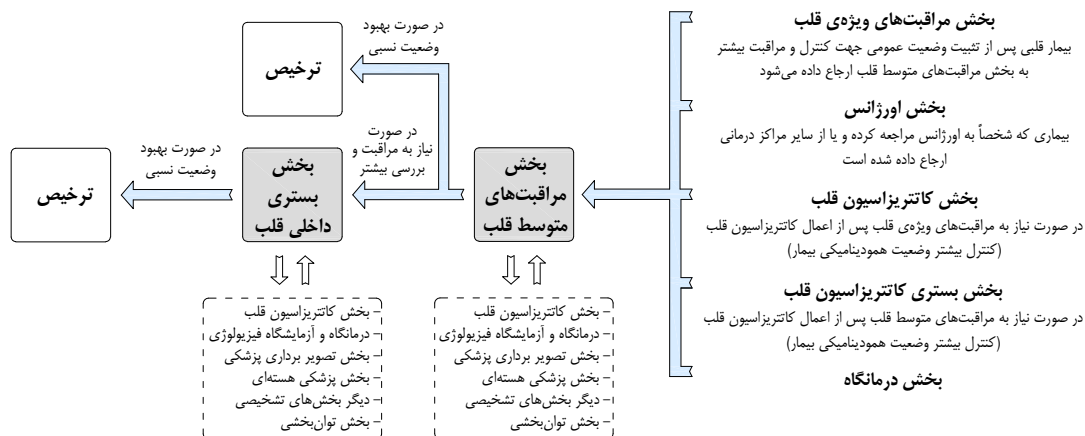 بخش مراقبت‌های ویژه‌ی قلب
بیمار قلبی پس از تثبیت وضعیت عمومی جهت کنترل و مراقبت بیشتر
به بخش مراقبت‌های متوسط قلب ارجاع داده می‌شود
بخش اورژانس
بیماری که شخصاً به اورژانس مراجعه کرده و یا از سایر مراکز درمانی
ارجاع داده شده است
بخش کاتتریزاسیون قلب
در صورت نیاز به مراقبت‌های ویژه‌ی قلب پس از اعمال کاتتریزاسیون قلب
(کنترل بیشتر وضعیت همودینامیکی بیمار)
بخش بستری کاتتریزاسیون قلب
در صورت نیاز به مراقبت‌های متوسط قلب پس از اعمال کاتتریزاسیون قلب
(کنترل بیشتر وضعیت همودینامیکی بیمار)
بخش درمانگاه
بخش
مراقبت‌های
متوسط قلب
– بخش کاتتریزاسیون قلب
– درمانگاه و آزمایشگاه فیزیولوژی
– بخش تصویر برداری پزشکی
– بخش پزشکی هسته‌ای
– دیگر بخش‌های تشخیصی
– بخش توان‌بخشی
در صورت بهبود
وضعیت نسبی
ترخیص
در صورت
نیاز به مراقبت و
بررسی بیشتر
بخش
بستری
داخلی قلب
– بخش کاتتریزاسیون قلب
– درمانگاه و آزمایشگاه فیزیولوژی
– بخش تصویر برداری پزشکی
– بخش پزشکی هسته‌ای
– دیگر بخش‌های تشخیصی
– بخش توان‌بخشی
در صورت بهبود
وضعیت نسبی
ترخیص